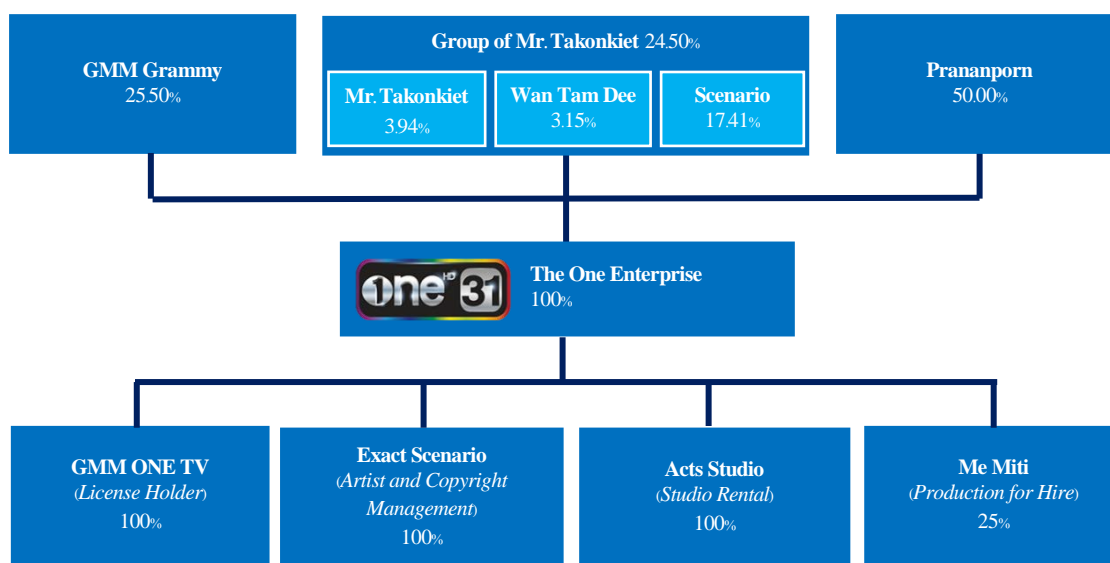 GMM Grammy
25.50%
Group of Mr. Takonkiet 24.50%
Mr. Takonkiet
3.94%
Wan Tam Dee
3.15%
Scenario
17.41%
Prananporn
50.00%
one HD 31
The One Enterprise
100%
GMM ONE TV
(License Holder)
100%
Exact Scenario
(Artist and Copyright
Management)
100%
Acts Studio
(Studio Rental)
100%
Me Miti
(Production for Hire)
25%